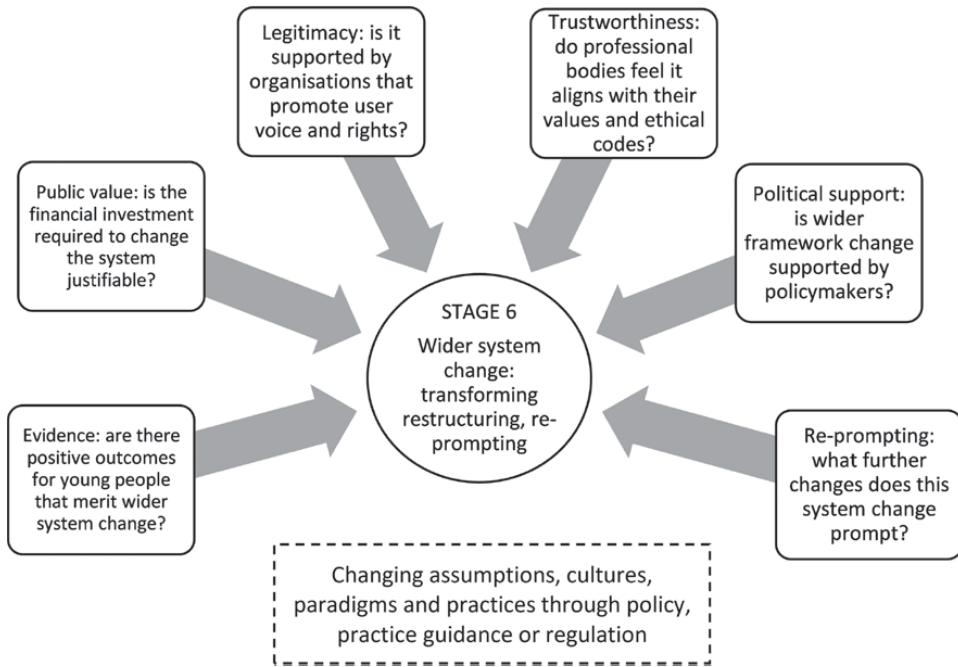 Legitimacy: is it
supported by
organisations that
promote user
voice and rights?
Trustworthiness:
do professional
bodies feel it
aligns with their
values and ethical
codes?
Public value: is the
financial investment
required to change
the system
justifiable?
Political support:
is wider
framework change
supported by
policymakers?
STAGE 6
Wider system
change:
transforming
restructuring, re-
prompting
Evidence: are there
positive outcomes
for young people
that merit wider
system change?
Re-prompting:
what further
changes does this
system change
prompt?
Changing assumptions, cultures,
paradigms and practices through policy,
practice guidance or regulation